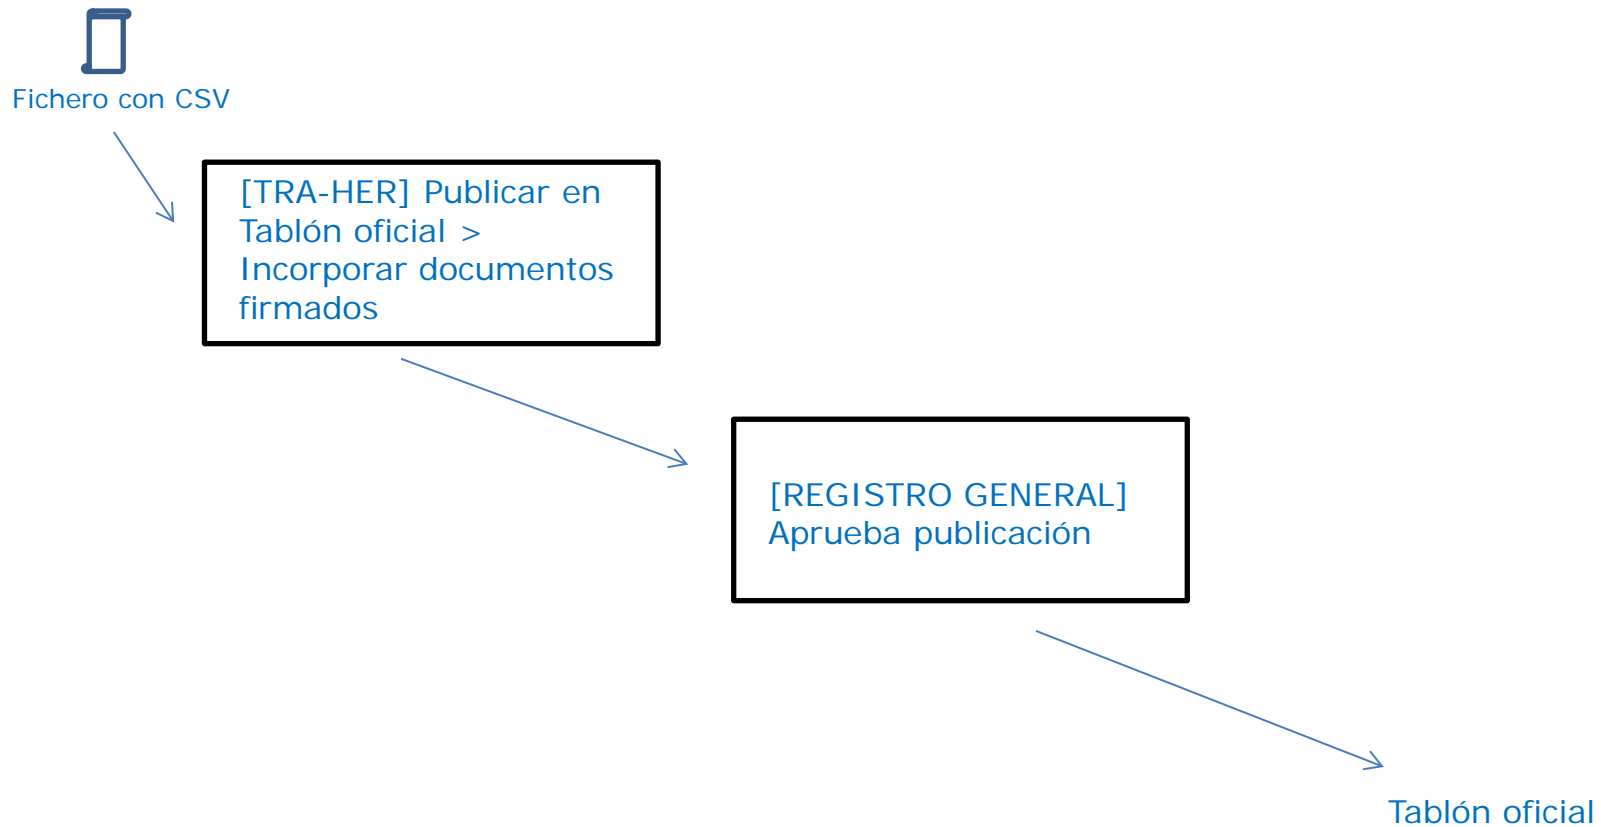 Fichero con CSV
[TRA-HER] Publicar en
Tablón oficial >
Incorporar documentos
firmados
[REGISTRO GENERAL]
Aprueba publicación
Tablón oficial